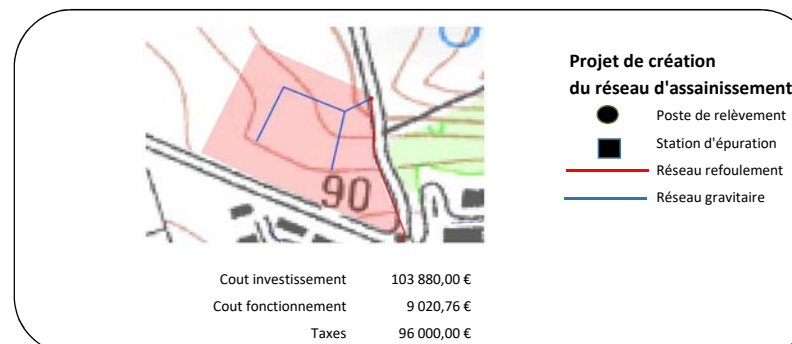 Projet de création
du réseau d'assainissement
Poste de relèvement
Station d'épuration
Réseau refoulement
Réseau gravitaire
90
Cout investissement 103 880,00 €
Cout fonctionnement 9 020,76 €
Taxes 96 000,00 €